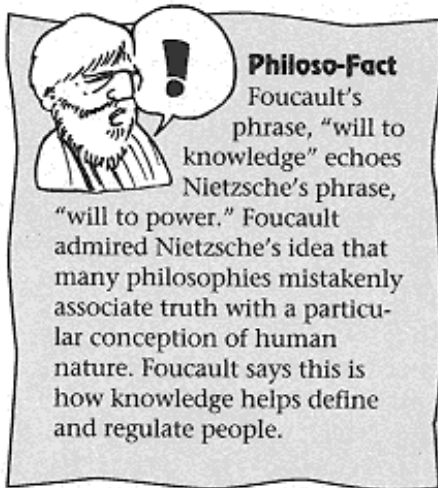 !
Philoso-Fact
Foucault's
phrase, "will to
knowledge" echoes
Nietzsche's phrase,
"will to power." Foucault
admired Nietzsche's idea that
many philosophies mistakenly
associate truth with a particu-
lar conception of human
nature. Foucault says this is
how knowledge helps define
and regulate people.